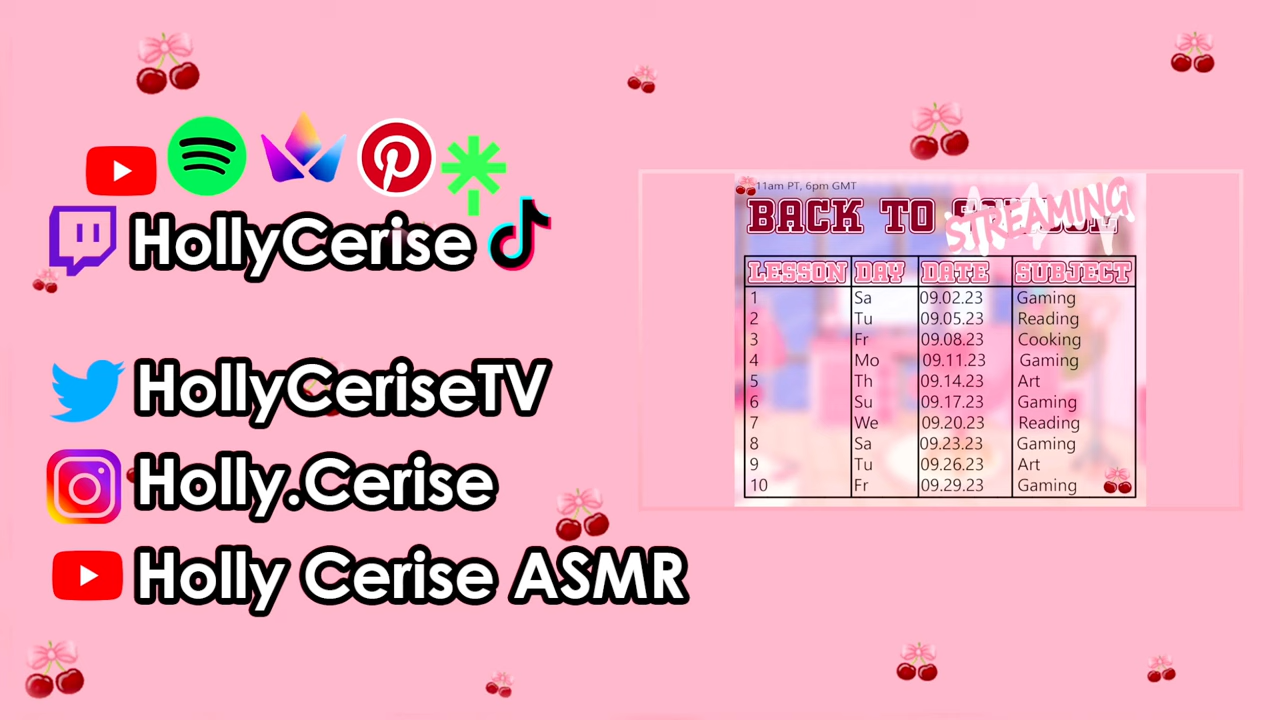 HollyCerise
HollyCeriseTV
Holly.Cerise
Holly Cerise ASMR
11am PT, 6pm GMT
BACK TO
STREAMING
LESSON DAY DATE SUBJECT
1 Sa 09.02.23 Gaming
2 Tu 09.05.23 Reading
3 Fr 09.08.23 Cooking
4 Mo 09.11.23 Gaming
5 Th 09.14.23 Art
6 Su 09.17.23 Gaming
7 We 09.20.23 Reading
8 Sa 09.23.23 Gaming
9 Tu 09.26.23 Art
10 Fr 09.29.23 Gaming